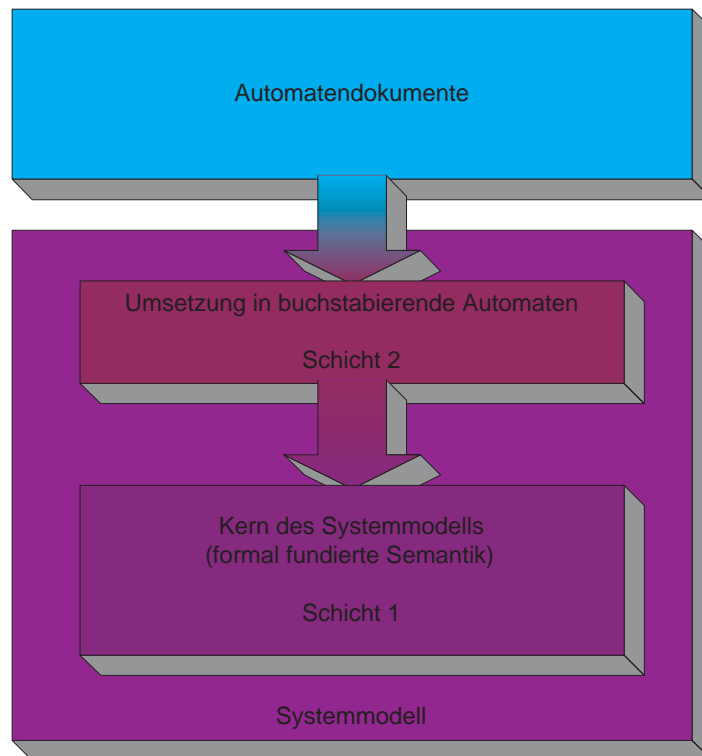 Automatendokumente
Umsetzung in buchstabierende Automaten
Schicht 2
Kern des Systemmodells
(formal fundierte Semantik)
Schicht 1
Systemmodell